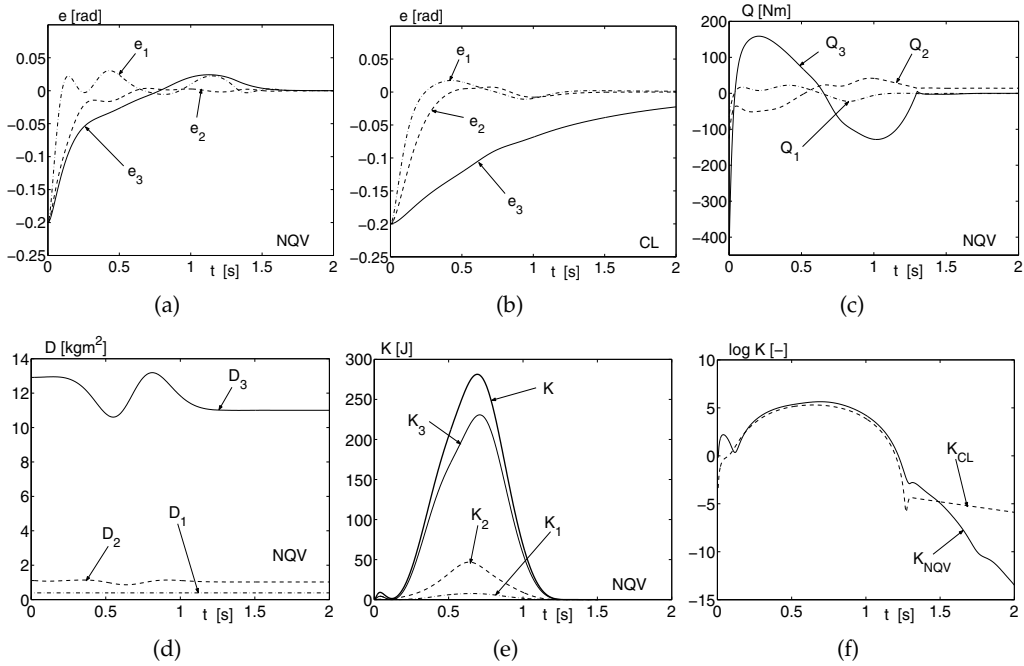 e [rad]
0.05
0
−0.05
−0.1
−0.15
−0.2
−0.25
e1
e2
e3
NQV
0
0.5
1
1.5
2
t [s]
(a)
e [rad]
0.05
0
−0.05
−0.1
−0.15
−0.2
−0.25
e1
e2
e3
CL
0
0.5
1
1.5
2
t [s]
(b)
Q [Nm]
200
100
0
−100
−200
−300
−400
Q3
Q2
Q1
NQV
0
0.5
1
1.5
2
t [s]
(c)
D [kgm²]
14
12
10
8
6
4
2
0
D3
D2
D1
NQV
0
0.5
1
1.5
2
t [s]
(d)
K [J]
300
250
200
150
100
50
0
K
K3
K2
K1
NQV
0
0.5
1
1.5
2
t [s]
(e)
log K [−]
10
5
0
−5
−10
−15
KCL
KNQV
0
0.5
1
1.5
2
t [s]
(f)